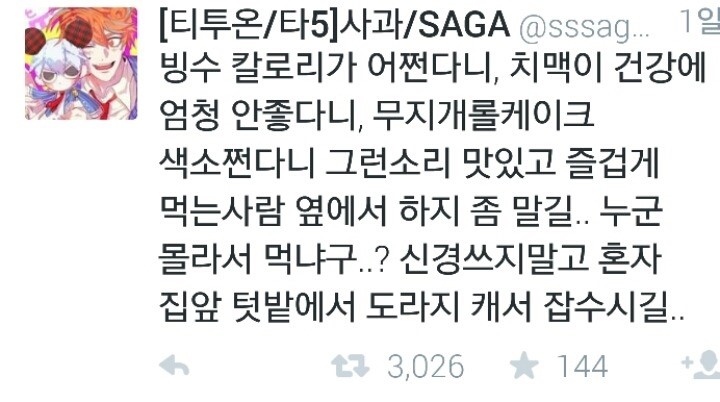 [티투온/타5]사과/SAGA @sssag... 1일
빙수 칼로리가 어쩐다니, 치맥이 건강에
엄청 안좋다니, 무지개롤케이크
색소쩐다니 그런소리 맛있고 즐겁게
먹는사람 옆에서 하지 좀 말길.. 누군
몰라서 먹냐구..? 신경쓰지말고 혼자
집앞 텃밭에서 도라지 캐서 잡수시길..
3,026 144